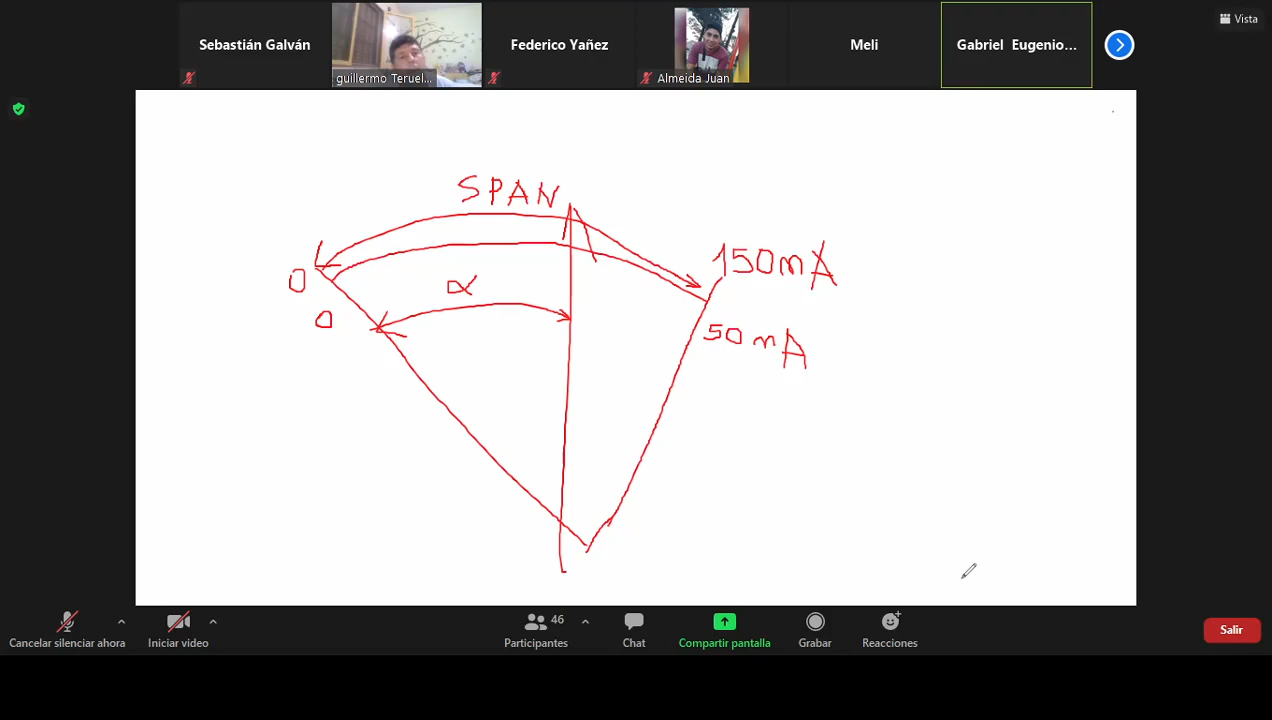 Vista
Sebastián Galván
guillermo Teruel...
Federico Yañez
Almeida Juan
Meli
Gabriel Eugenio...
SPAN
0
150mA
α
0
50mA
Cancelar silenciar ahora
Iniciar video
46
Participantes
Chat
Compartir pantalla
Grabar
Reacciones
Salir